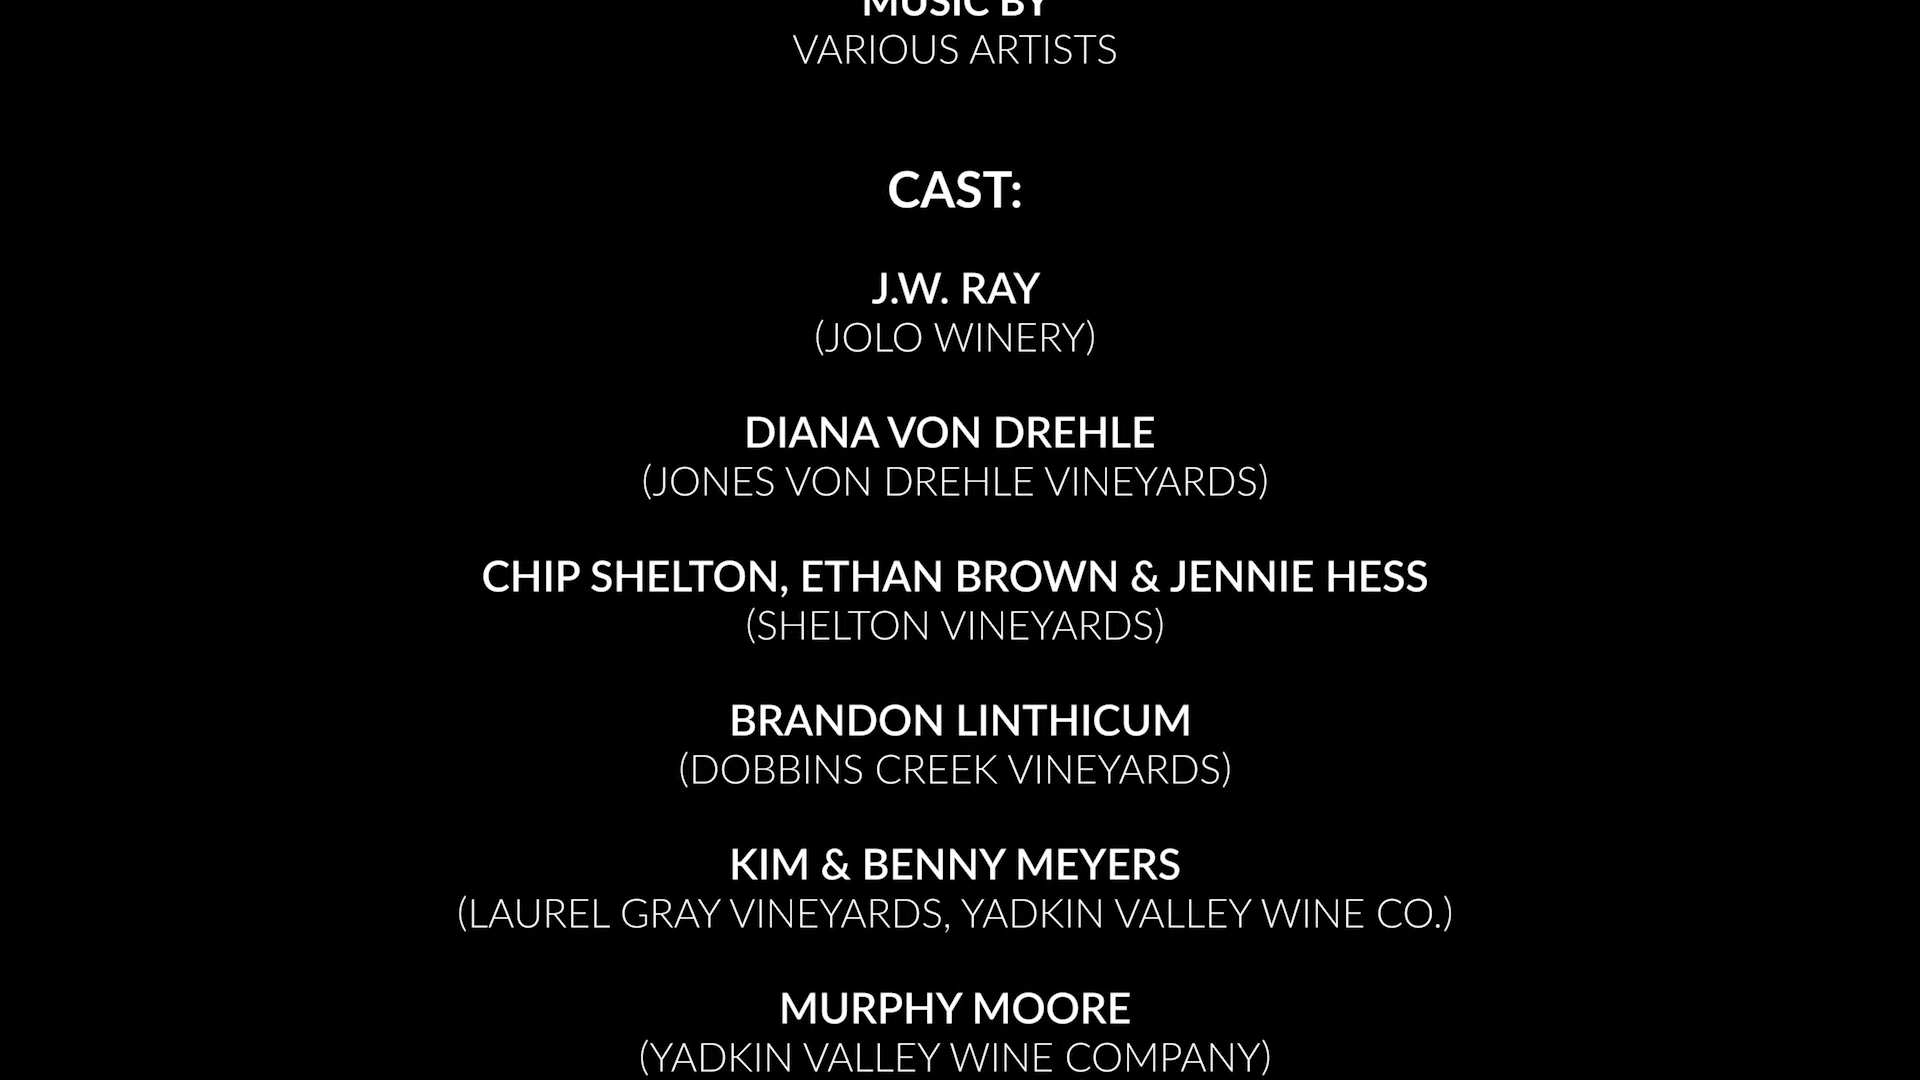 MUSIC BY
VARIOUS ARTISTS
CAST:
J.W. RAY
(JOLO WINERY)
DIANA VON DREHLE
(JONES VON DREHLE VINEYARDS)
CHIP SHELTON, ETHAN BROWN & JENNIE HESS
(SHELTON VINEYARDS)
BRANDON LINTHICUM
(DOBBINS CREEK VINEYARDS)
KIM & BENNY MEYERS
(LAUREL GRAY VINEYARDS, YADKIN VALLEY WINE CO.)
MURPHY MOORE
(YADKIN VALLEY WINE COMPANY)